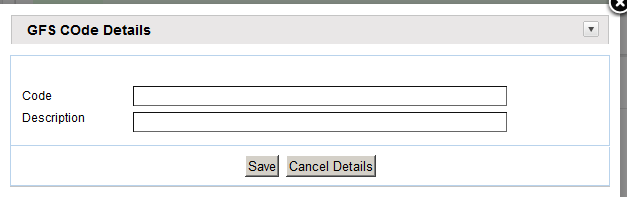 GFS COde Details
Code
Description
Save Cancel Details